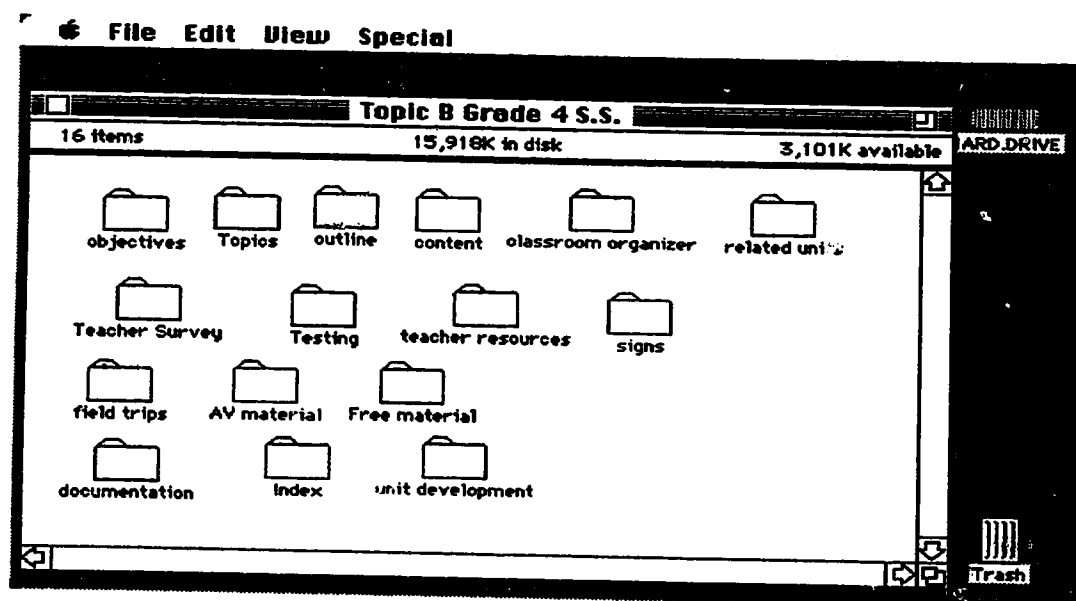 File Edit View Special
Topic B Grade 4 S.S.
16 items 15,918K in disk 3,101K available
ARD.DRIVE
objectives Topics outline content classroom organizer related units
Teacher Survey Testing teacher resources signs
field trips AV material Free material
documentation Index unit development
Trash